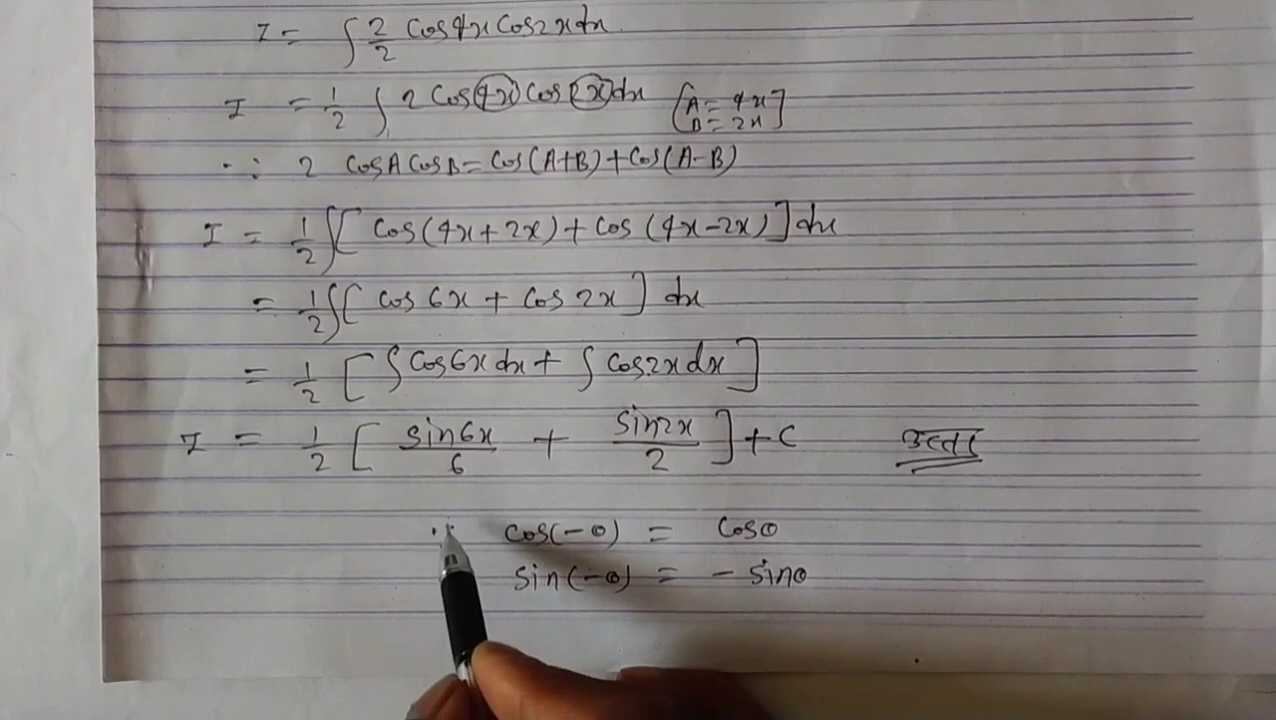 I = ∫ 2/2 cos4x cos2x dx
I = 1/2 ∫ 2 cos(4x) cos(2x) dx [A = 4x B = 2x]
∵ 2 cosA cosB = cos(A+B) + cos(A-B)
I = 1/2 ∫[ cos(4x + 2x) + cos (4x - 2x) ] dx
= 1/2 ∫[ cos 6x + cos 2x ] dx
= 1/2 [ ∫ cos6x dx + ∫ cos2x dx ]
I = 1/2 [ sin6x/6 + sin2x/2 ] + C उत्तर
∵ cos(-θ) = cosθ
sin(-θ) = - sinθ